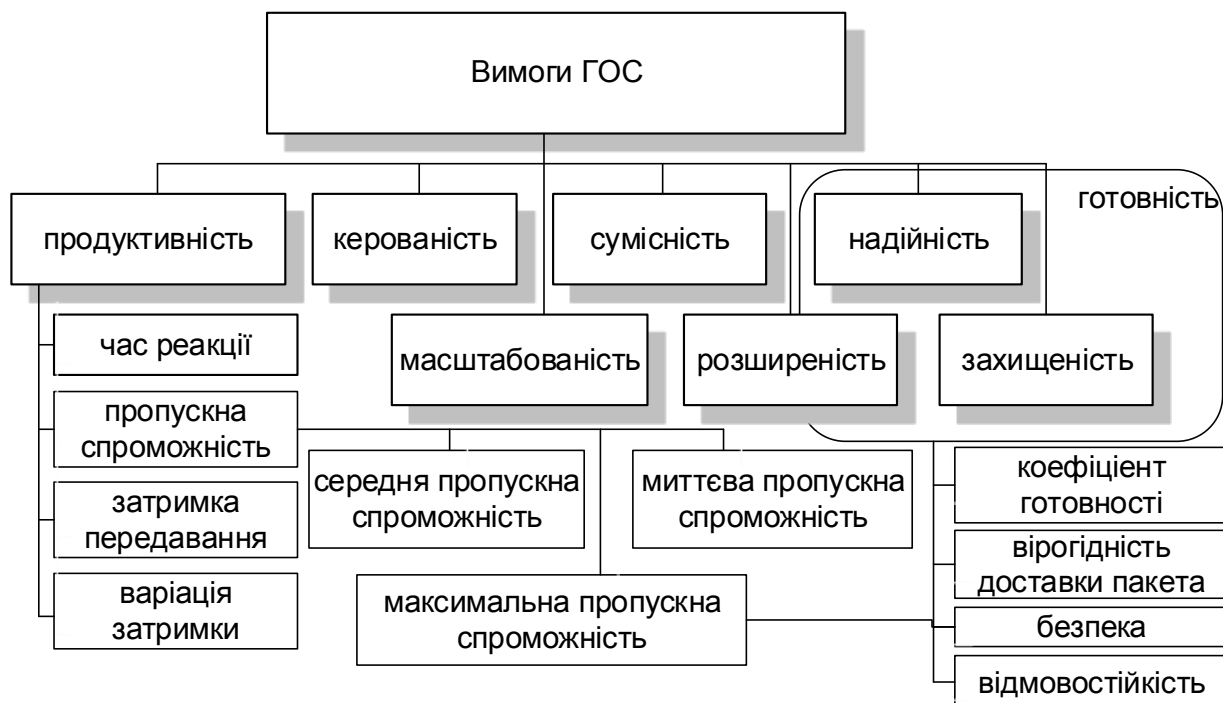 Вимоги ГОС
готовність
продуктивність
керованість
сумісність
надійність
час реакції
масштабованість
розширеність
захищеність
пропускна
спроможність
середня пропускна
спроможність
миттєва пропускна
спроможність
коефіцієнт
готовності
затримка
передавання
вірогідність
доставки пакета
варіація
затримки
максимальна пропускна
спроможність
безпека
відмовостійкість